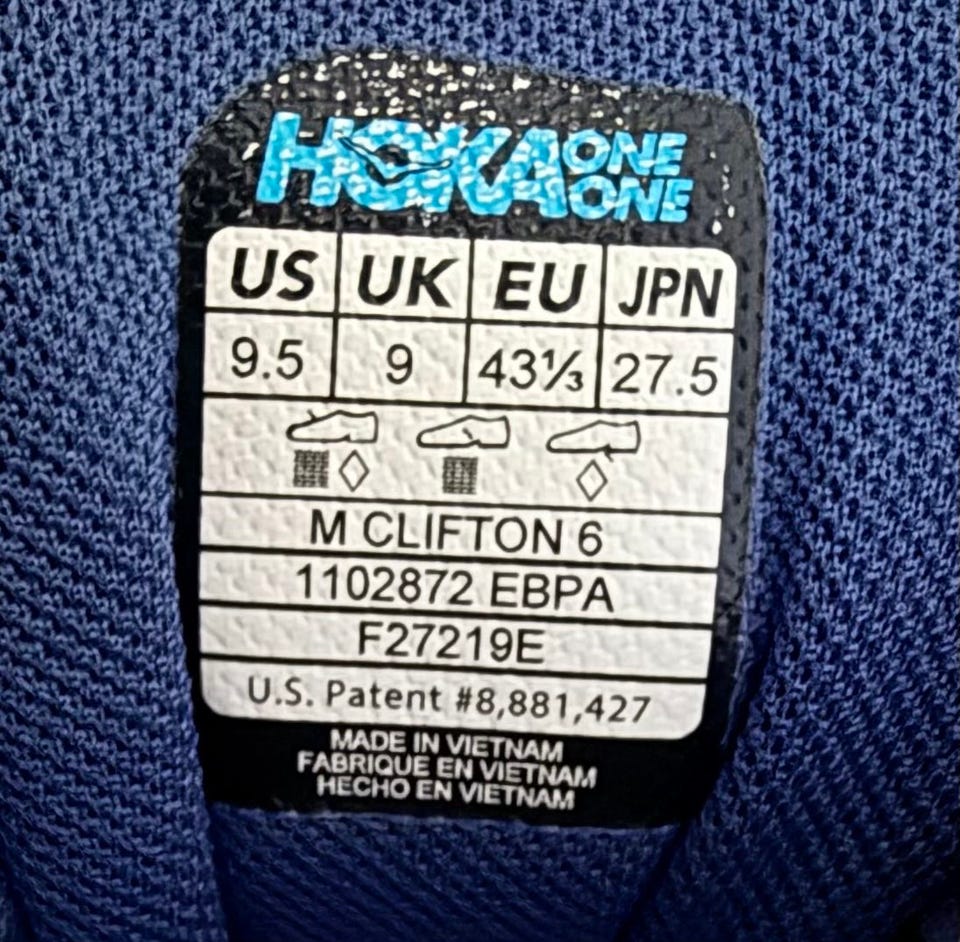 HOKA ONE ONE
US UK EU JPN
9.5 9 43⅓ 27.5
M CLIFTON 6
1102872 EBPA
F27219E
U.S. Patent #8,881,427
MADE IN VIETNAM
FABRIQUE EN VIETNAM
HECHO EN VIETNAM